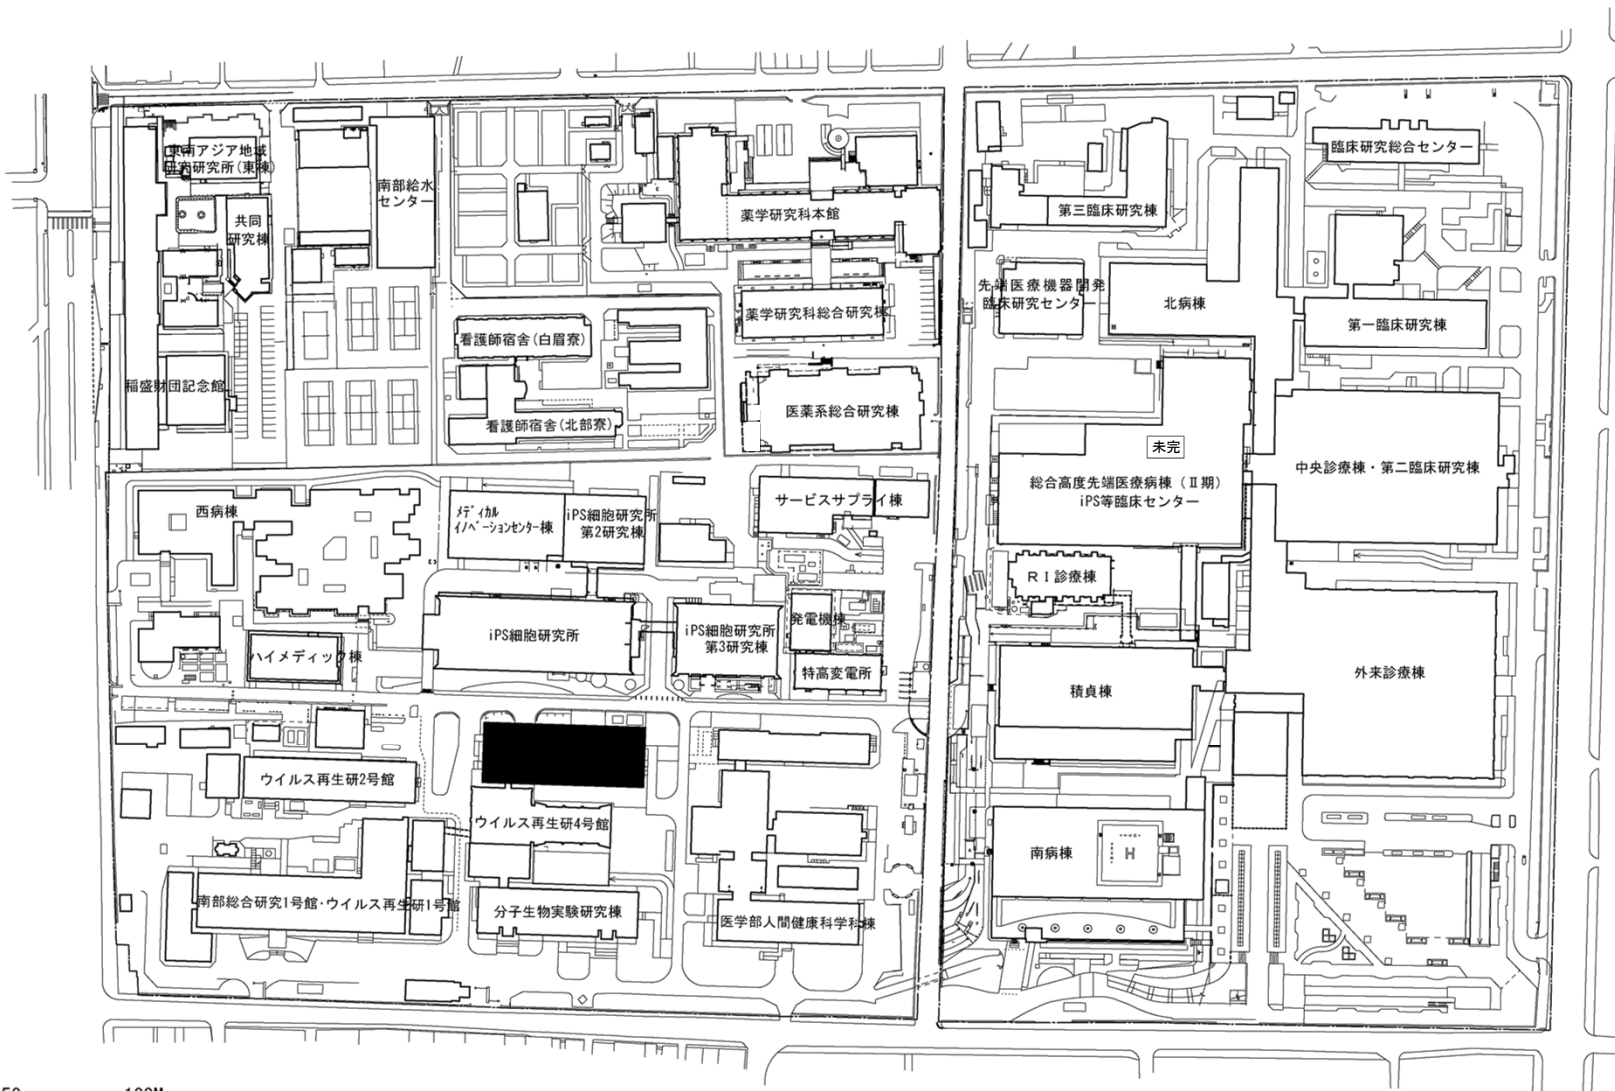 東南アジア地域
研究研究所(東棟)
南部給水
センター
共同
研究棟
薬学研究科本館
第三臨床研究棟
臨床研究総合センター
先端医療機器開発
臨床研究センター
北病棟
薬学研究科総合研究棟
第一臨床研究棟
看護師宿舎(白眉寮)
稲盛財団記念館
看護師宿舎(北部寮)
医薬系総合研究棟
未完
中央診療棟・第二臨床研究棟
総合高度先端医療病棟(Ⅱ期)
iPS等臨床センター
西病棟
メディカル
イノベーションセンター棟
iPS細胞研究所
第2研究棟
サービスサプライ棟
RI診療棟
iPS細胞研究所
iPS細胞研究所
第3研究棟
発電機棟
ハイメディック棟
特高変電所
積貞棟
外来診療棟
ウイルス再生研2号館
ウイルス再生研4号館
南病棟
H
南部総合研究1号館・ウイルス再生研1号館
分子生物実験研究棟
医学部人間健康科学科棟